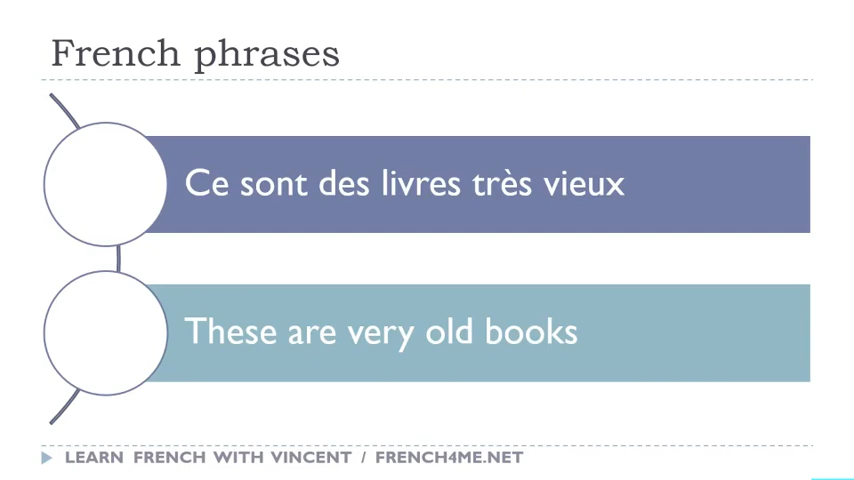 French phrases
Ce sont des livres très vieux
These are very old books
LEARN FRENCH WITH VINCENT / FRENCH4ME.NET